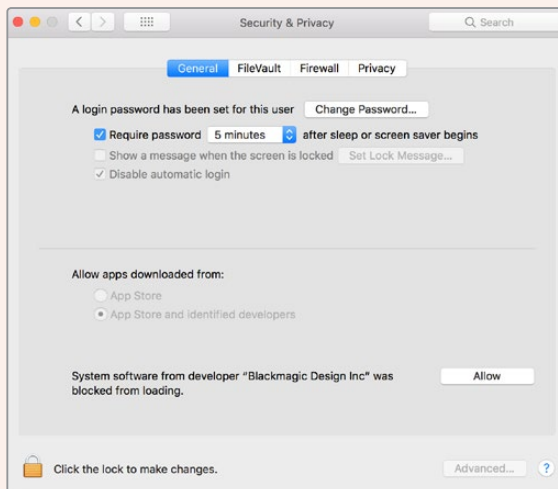 Security & Privacy
Search
General FileVault Firewall Privacy
A login password has been set for this user Change Password...
Require password 5 minutes after sleep or screen saver begins
Show a message when the screen is locked Set Lock Message...
Disable automatic login
Allow apps downloaded from:
App Store
App Store and identified developers
System software from developer “Blackmagic Design Inc” was Allow
blocked from loading.
Click the lock to make changes. Advanced... ?